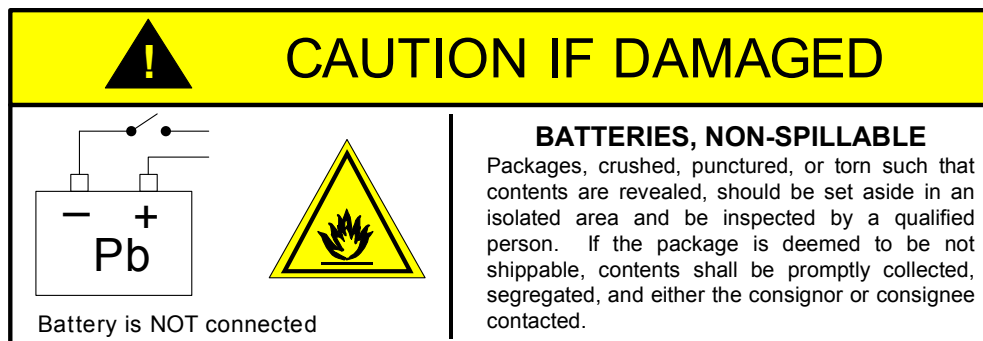 ! CAUTION IF DAMAGED
BATTERIES, NON-SPILLABLE
Packages, crushed, punctured, or torn such that
contents are revealed, should be set aside in an
isolated area and be inspected by a qualified
person. If the package is deemed to be not
shippable, contents shall be promptly collected,
segregated, and either the consignor or consignee
contacted.
− +
Pb
Battery is NOT connected